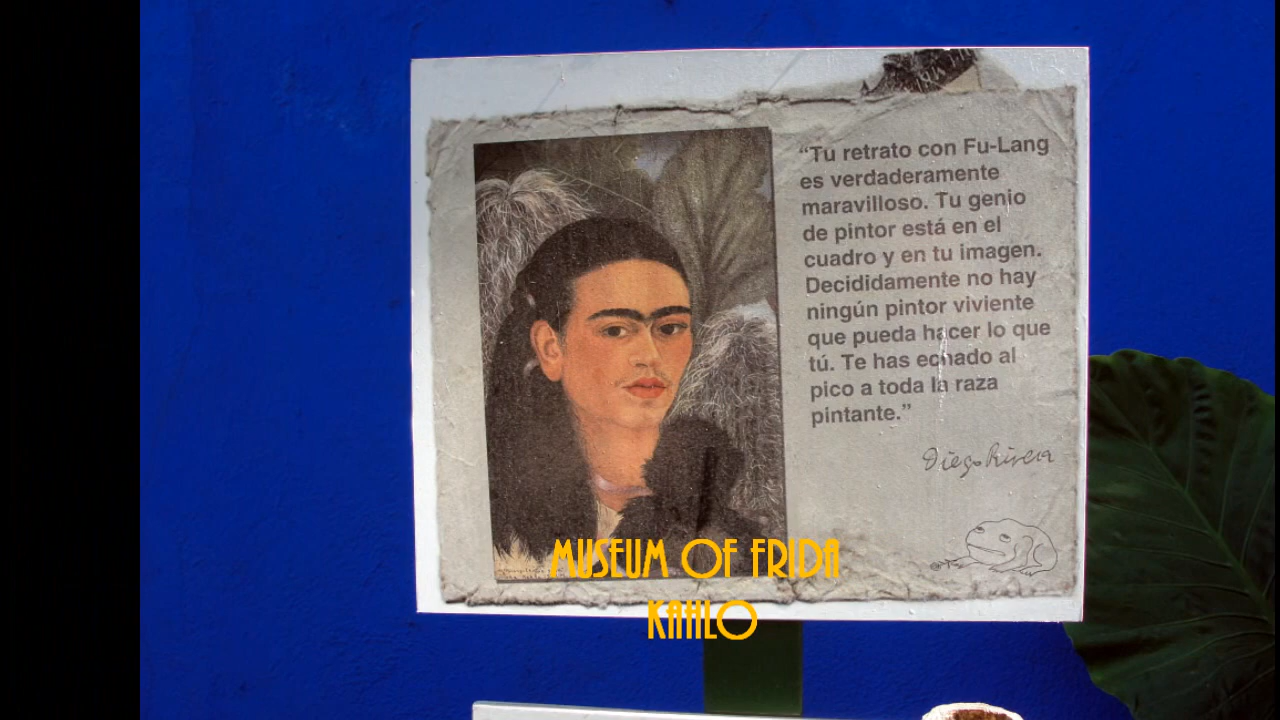 “Tu retrato con Fu-Lang
es verdaderamente
maravilloso. Tu genio
de pintor está en el
cuadro y en tu imagen.
Decididamente no hay
ningún pintor viviente
que pueda hacer lo que
tú. Te has echado al
pico a toda la raza
pintante.”
Diego Rivera
MUSEUM OF FRIDA
KAHLO